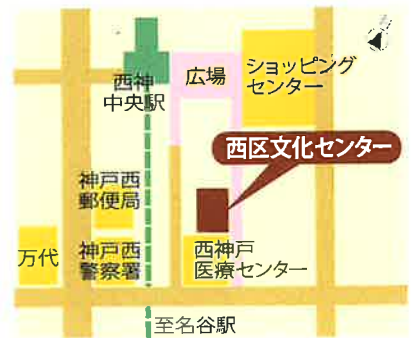 西神
中央駅
広場
ショッピング
センター
西区文化センター
神戸西
郵便局
万代
神戸西
警察署
西神戸
医療センター
至名谷駅